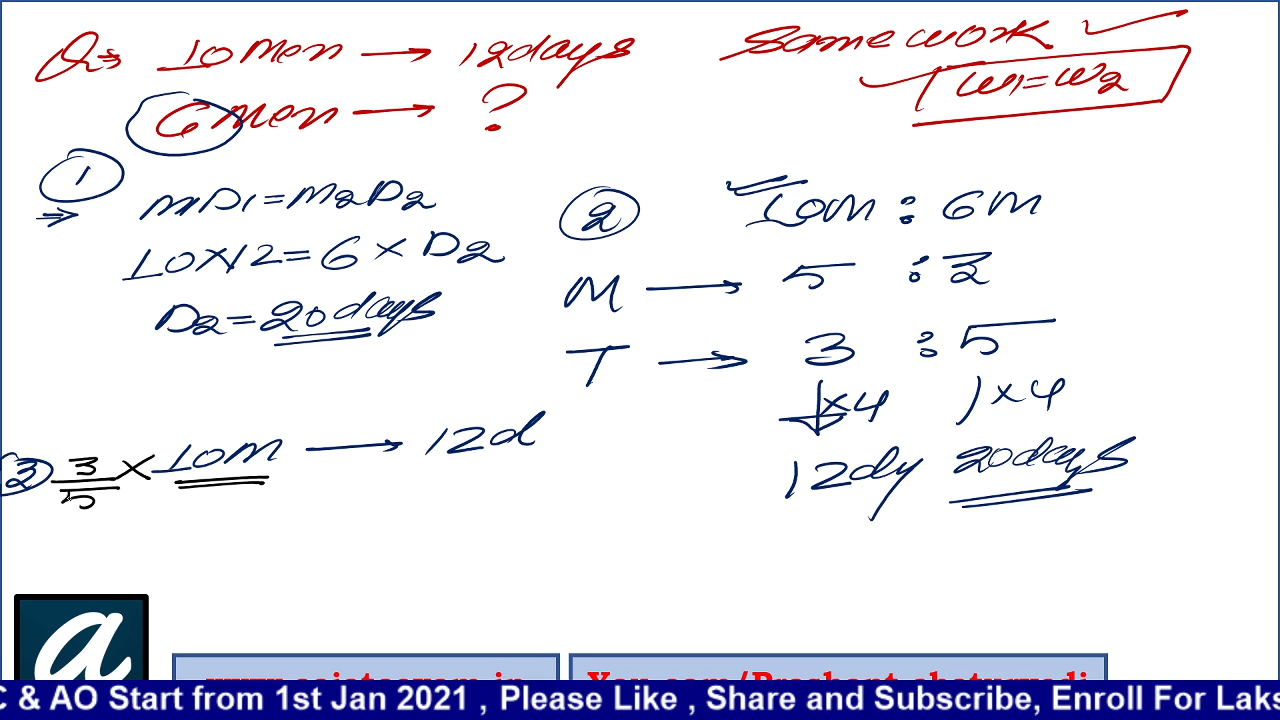 Q⇒ 10 Men → 12 days
6 Men → ?
Same work ✓
✓ W1=W2
① ⇒
M1D1=M2D2
10×12=6×D2
D2=20 days
②
10M : 6M
M → 5 : 3
T → 3 : 5
↓×4 )×4
12dy 20 days
③ 3/5 × 10M → 12d
a
C & AO Start from 1st Jan 2021 , Please Like , Share and Subscribe, Enroll For Laks